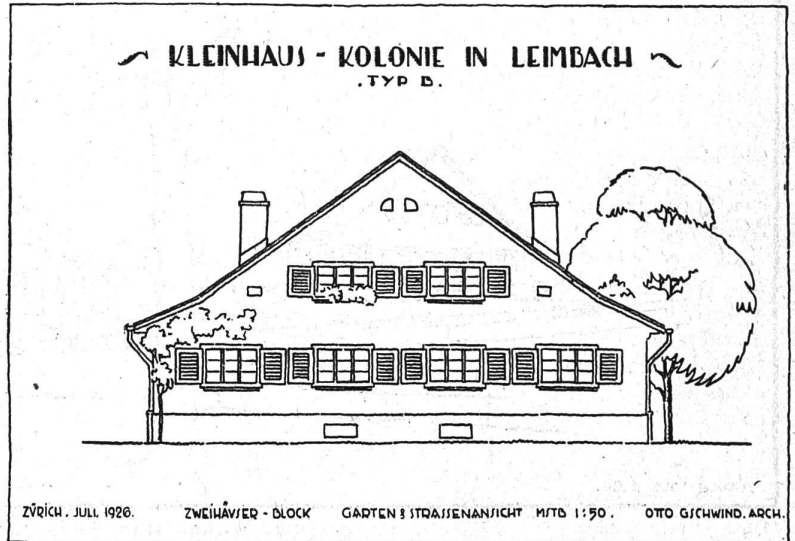 KLEINHAUS - KOLONIE IN LEIMBACH
. TYP B .
ZÜRICH . JULI 1926. ZWEIHÄUSER - BLOCK GARTEN & STRASSENANSICHT MSTB 1:50 . OTTO GSCHWIND. ARCH.